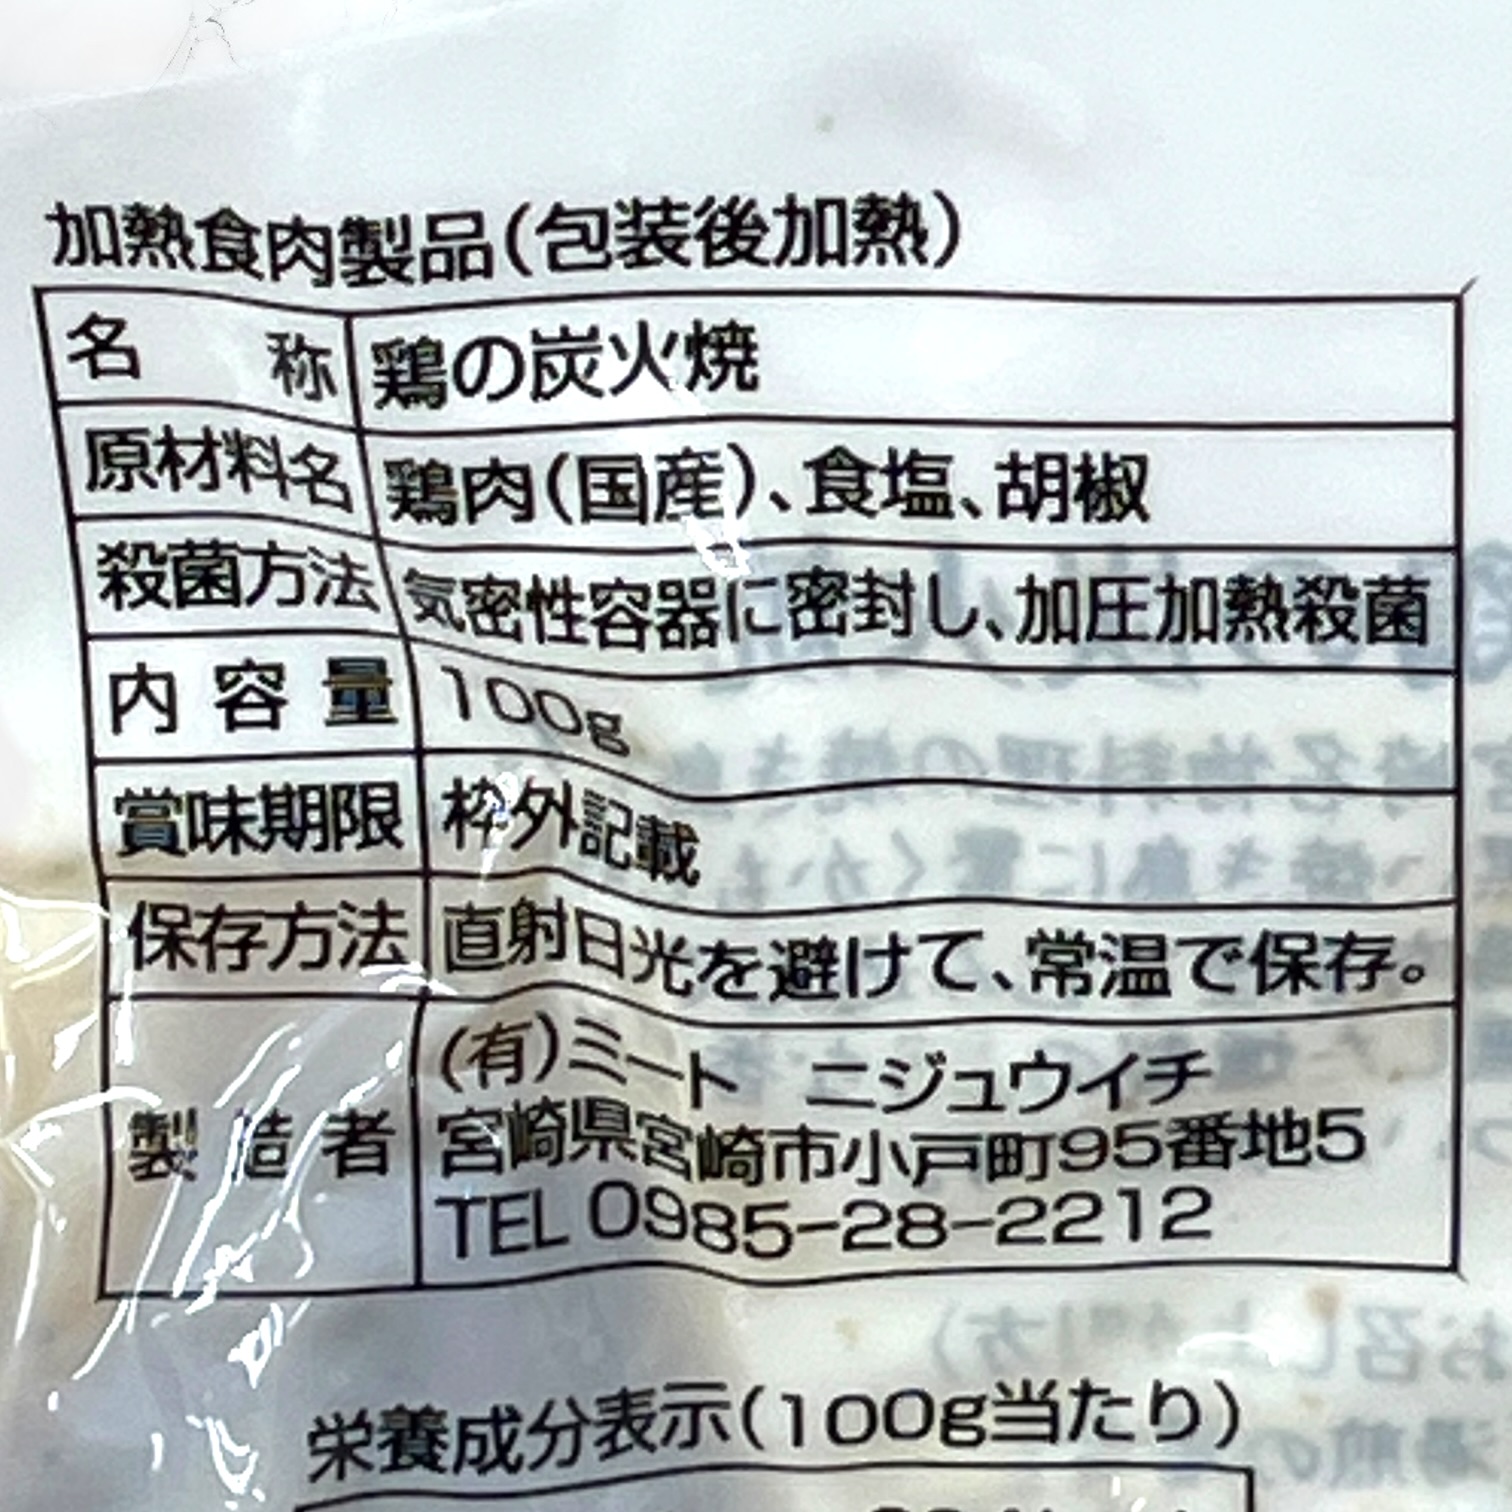 加熱食肉製品(包装後加熱)
名称 鶏の炭火焼
原材料名 鶏肉(国産)、食塩、胡椒
殺菌方法 気密性容器に密封し、加圧加熱殺菌
内容量 100g
賞味期限 枠外記載
保存方法 直射日光を避けて、常温で保存。
製造者 (有)ミート ニジュウイチ
宮崎県宮崎市小戸町95番地5
TEL 0985-28-2212
栄養成分表示(100g当たり)